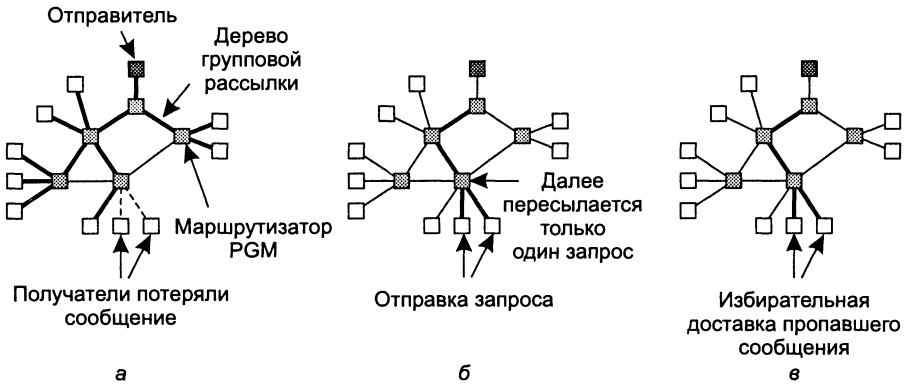 Отправитель
Дерево
групповой
рассылки
Маршрутизатор
PGM
Получатели потеряли
сообщение
а
Далее
пересылается
только
один запрос
Отправка запроса
б
Избирательная
доставка пропавшего
сообщения
в